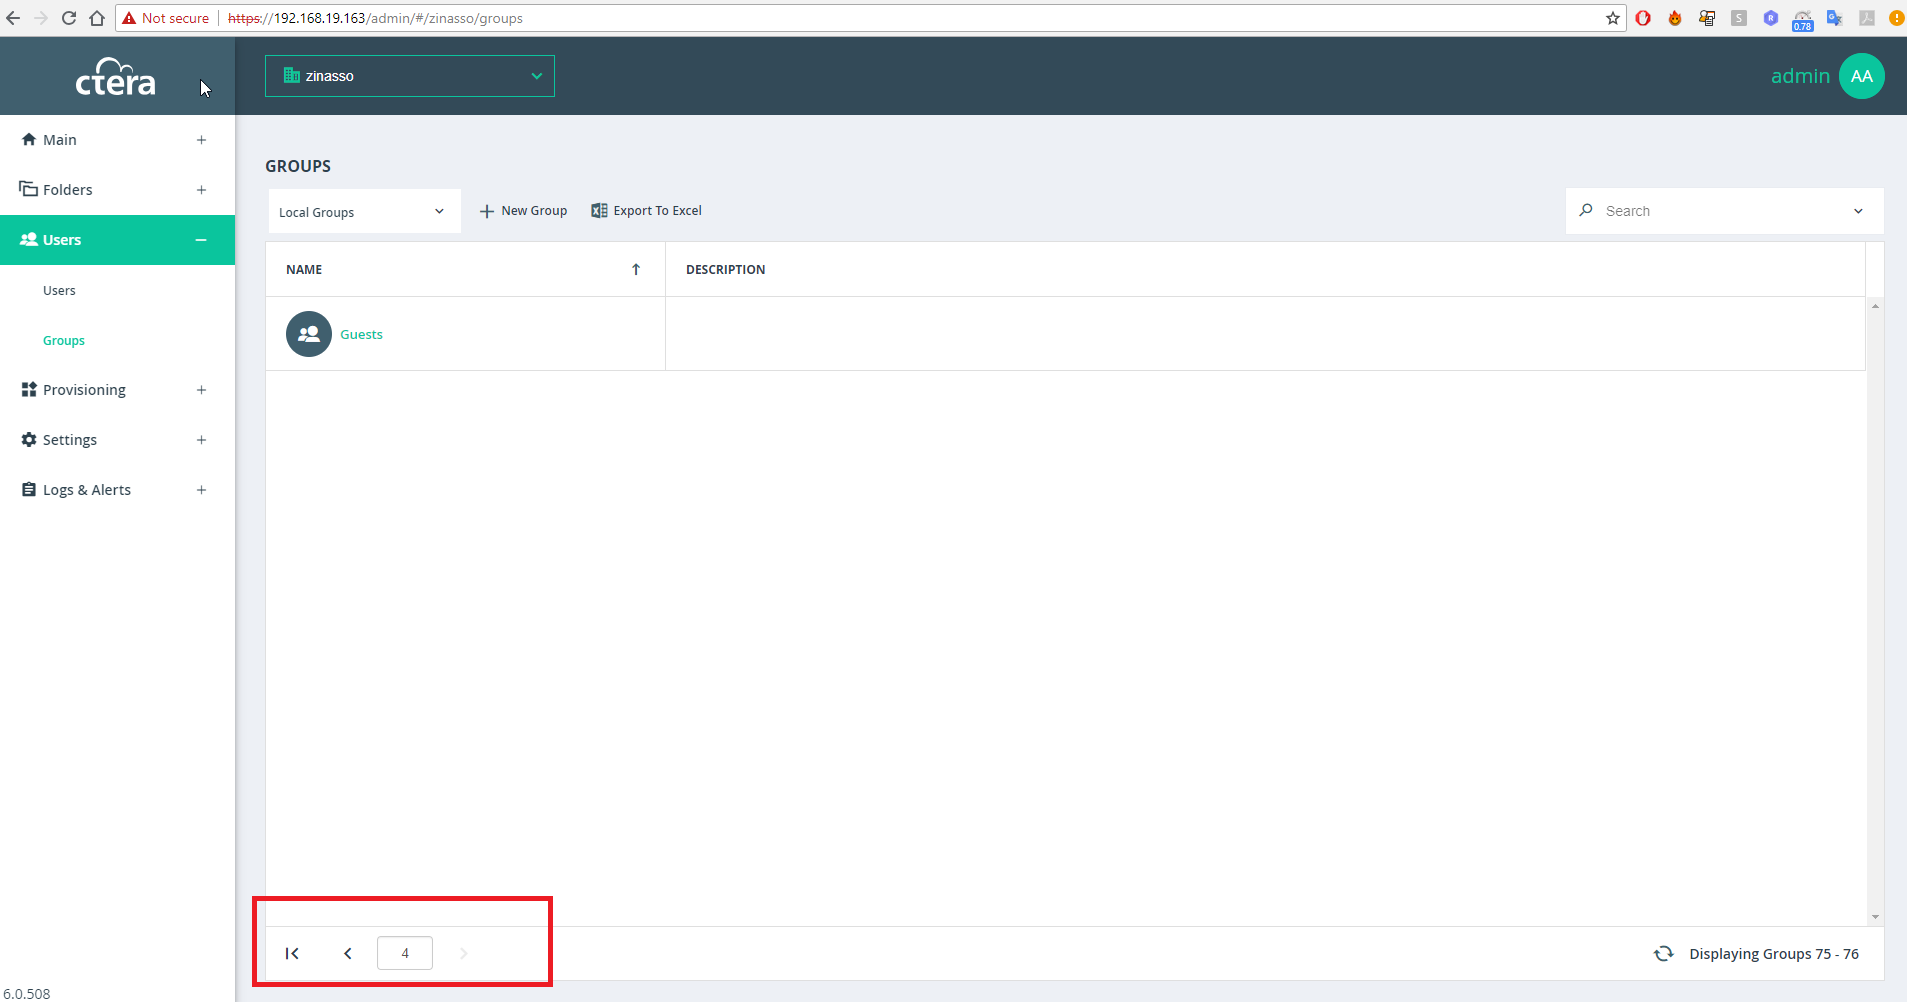 Not secure https://192.168.19.163/admin/#/zinasso/groups
S R 0.78 G
ctera
zinasso
admin AA
Main
Folders
Users
Users
Groups
Provisioning
Settings
Logs & Alerts
GROUPS
Local Groups New Group Export To Excel Search
NAME DESCRIPTION
Guests
4 Displaying Groups 75 - 76
6.0.508